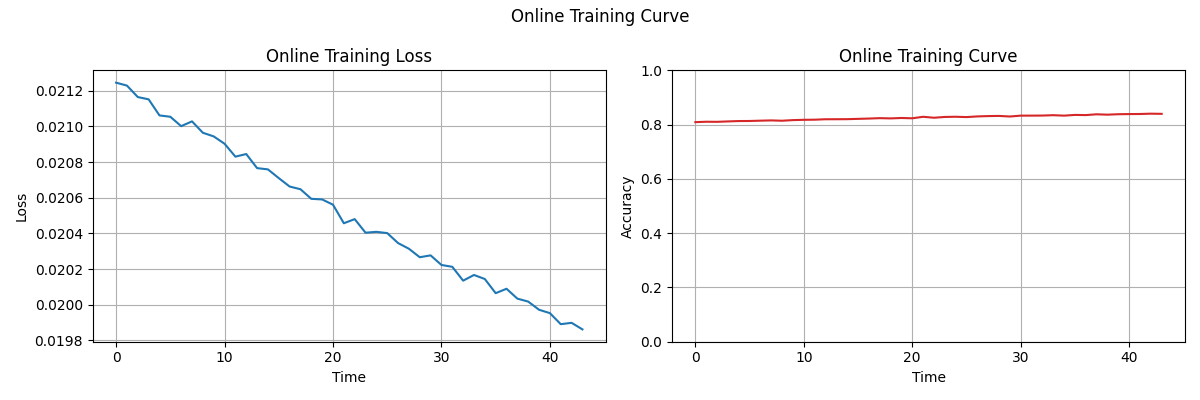 Online Training Curve
Online Training Loss
0.0212
0.0210
0.0208
0.0206
0.0204
0.0202
0.0200
0.0198
Loss
0 10 20 30 40
Time
Online Training Curve
1.0
0.8
0.6
0.4
0.2
0.0
Accuracy
0 10 20 30 40
Time